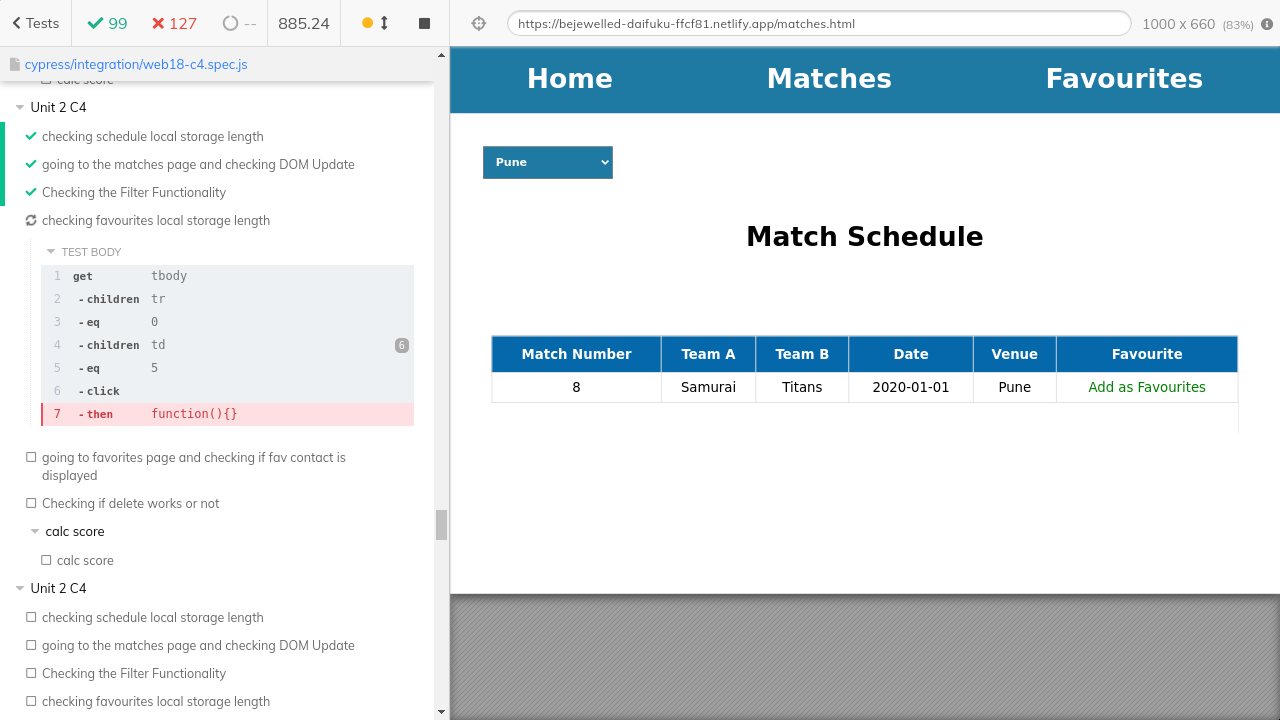 Tests
99
127
--
885.24
https://bejewelled-daifuku-ffcf81.netlify.app/matches.html
1000 x 660 (83%)
cypress/integration/web18-c4.spec.js
calc score
Unit 2 C4
checking schedule local storage length
going to the matches page and checking DOM Update
Checking the Filter Functionality
checking favourites local storage length
TEST BODY
1 get tbody
2 -children tr
3 -eq 0
4 -children td 6
5 -eq 5
6 -click
7 -then function(){}
going to favorites page and checking if fav contact is
displayed
Checking if delete works or not
calc score
calc score
Unit 2 C4
checking schedule local storage length
going to the matches page and checking DOM Update
Checking the Filter Functionality
checking favourites local storage length
Home Matches Favourites
Pune
Match Schedule
Match Number Team A Team B Date Venue Favourite
8 Samurai Titans 2020-01-01 Pune Add as Favourites